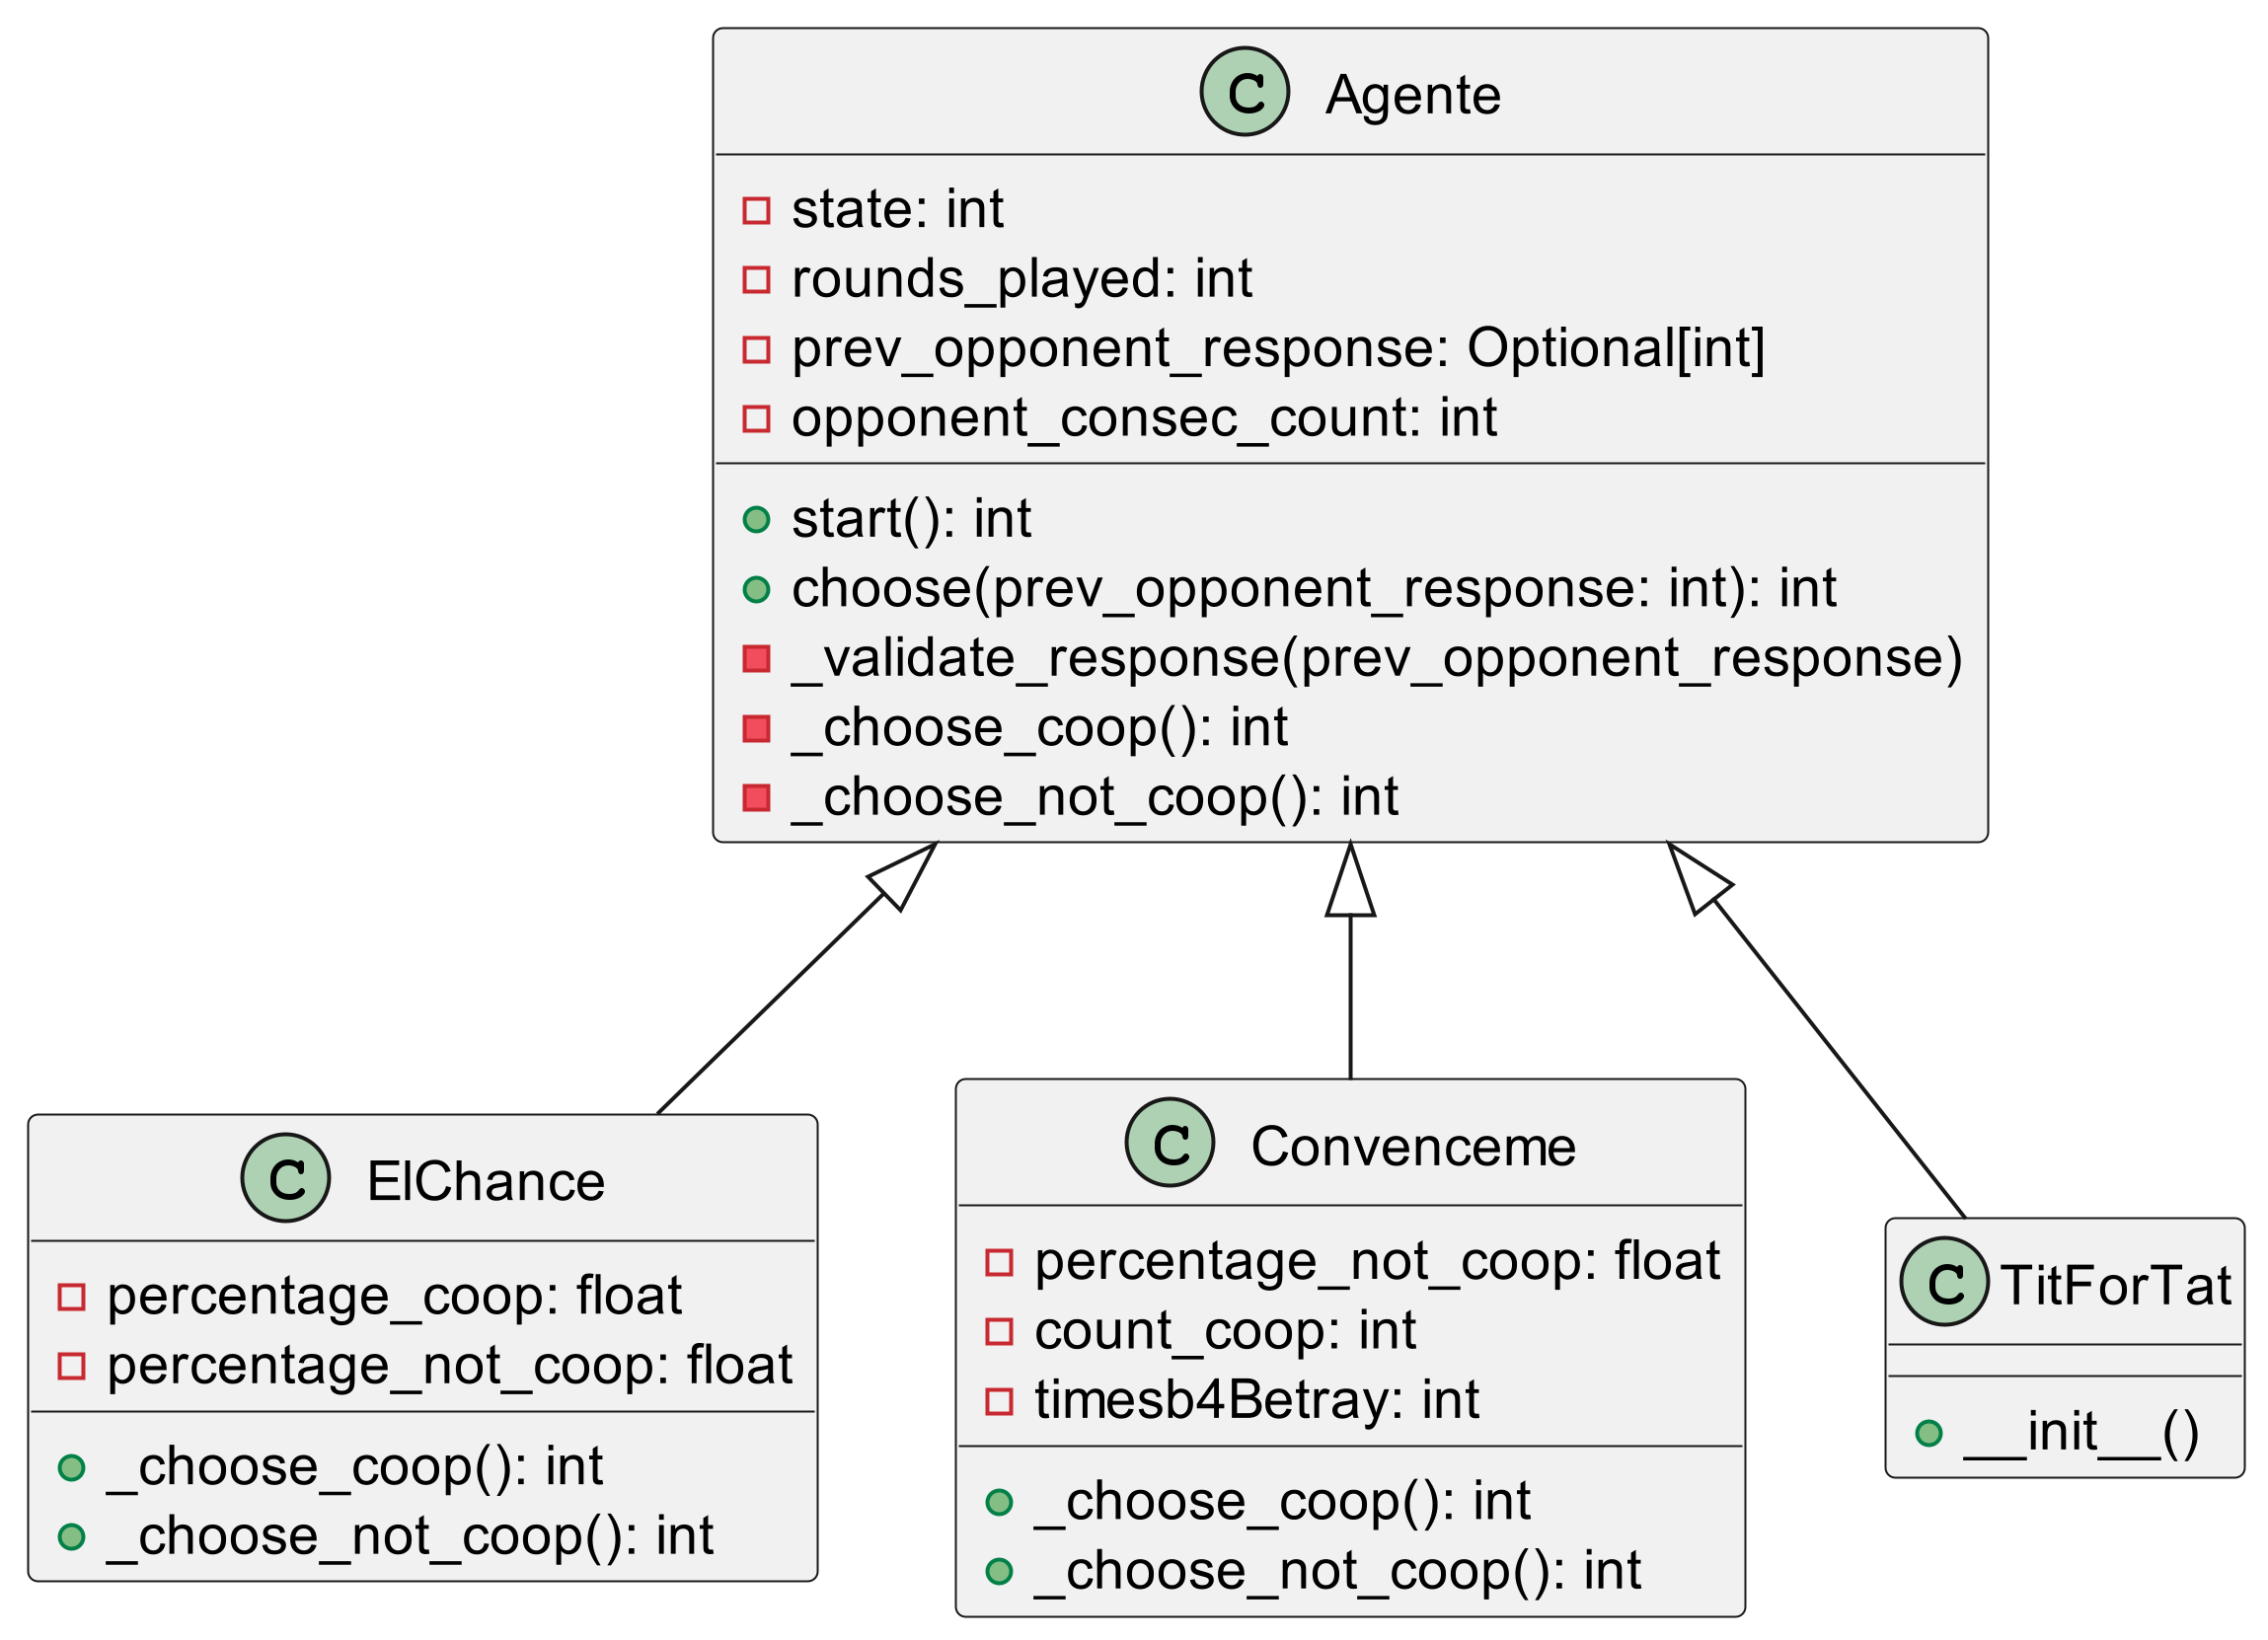 C Agente
state: int
rounds_played: int
prev_opponent_response: Optional[int]
opponent_consec_count: int
start(): int
choose(prev_opponent_response: int): int
_validate_response(prev_opponent_response)
_choose_coop(): int
_choose_not_coop(): int
C ElChance
percentage_coop: float
percentage_not_coop: float
_choose_coop(): int
_choose_not_coop(): int
C Convenceme
percentage_not_coop: float
count_coop: int
timesb4Betray: int
_choose_coop(): int
_choose_not_coop(): int
C TitForTat
__init__()